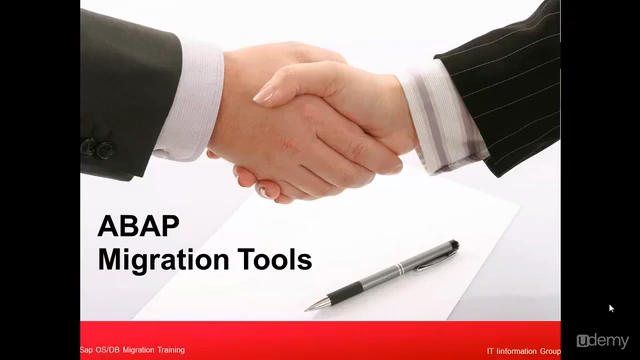 ABAP
Migration Tools
Sap OS/DB Migration Training
IT Iinformation Group
udemy